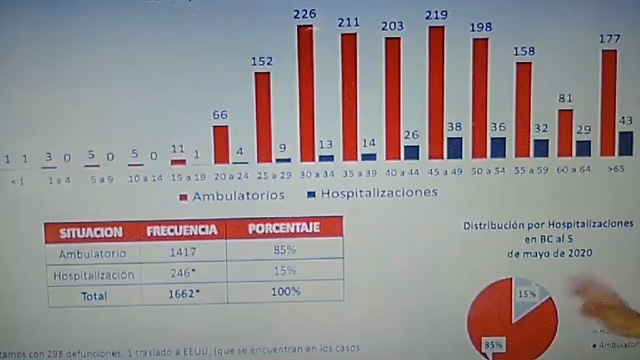 226
211
203
219
198
177
152
158
66
81
1 1 3 0 5 0 5 0 11 1 4 9 13 14 26 38 36 32 29 43
<1 1 a 4 5 a 9 10 a 14 15 a 19 20 a 24 25 a 29 30 a 34 35 a 39 40 a 44 45 a 49 50 a 54 55 a 59 60 a 64 >65
Ambulatorios Hospitalizaciones
SITUACION FRECUENCIA PORCENTAJE
Ambulatorio 1417 85%
Hospitalización 246* 15%
Total 1662* 100%
Distribución por Hospitalizaciones
en BC al 5
de mayo de 2020
15%
85%
Ambulator
tamos con 298 defunciones, 1 traslado a EEUU, (que se encuentran en los casos